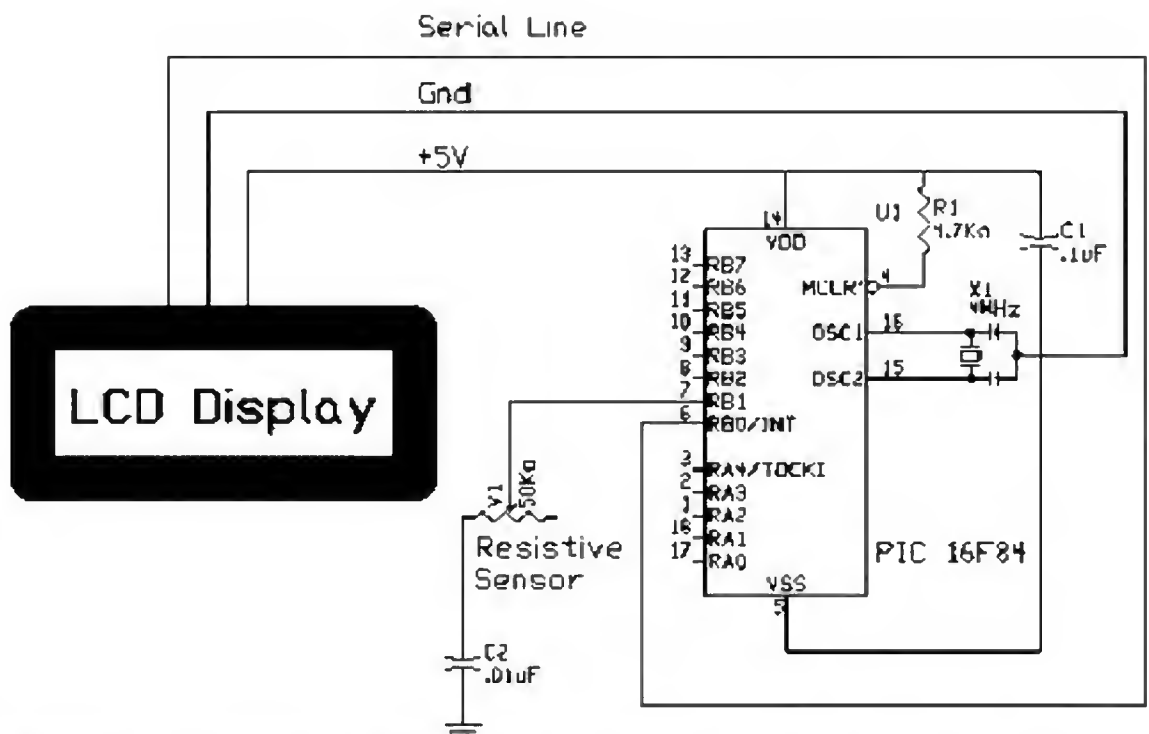 Serial Line
Gnd
+5V
LCD Display
U1
R1
4.7KΩ
C1
.1uF
14
VDD
13
RB7
12
RB6
11
RB5
10
RB4
9
RB3
8
RB2
7
RB1
6
RB0/INT
3
RA4/TOCKI
2
RA3
1
RA2
18
RA1
17
RA0
MCLR'
4
OSC1
16
OSC2
15
X1
4MHz
VSS
5
PIC 16F84
V1
50KΩ
Resistive
Sensor
C2
.01uF